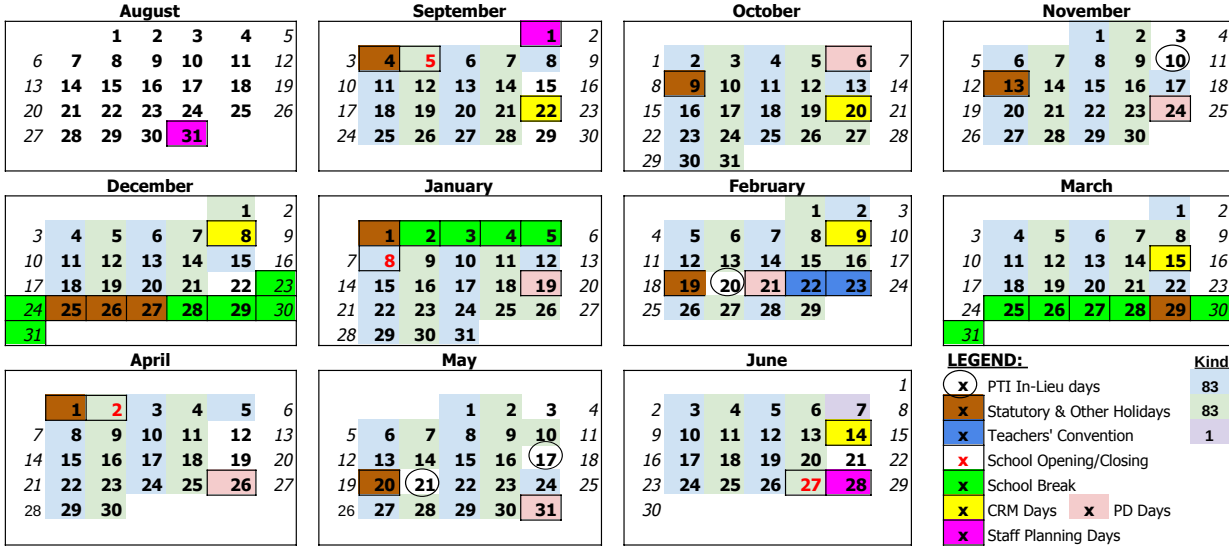 August September October November
1 2 3 4 5 1 2 1 2 3 4
6 7 8 9 10 11 12 3 4 5 6 7 8 9 1 2 3 4 5 6 7 5 6 7 8 9 10 11
13 14 15 16 17 18 19 10 11 12 13 14 15 16 8 9 10 11 12 13 14 12 13 14 15 16 17 18
20 21 22 23 24 25 26 17 18 19 20 21 22 23 15 16 17 18 19 20 21 19 20 21 22 23 24 25
27 28 29 30 31 24 25 26 27 28 29 30 22 23 24 25 26 27 28 26 27 28 29 30
29 30 31
December January February March
1 2 1 2 3 4 5 6 1 2 3 1 2
3 4 5 6 7 8 9 7 8 9 10 11 12 13 4 5 6 7 8 9 10 3 4 5 6 7 8 9
10 11 12 13 14 15 16 14 15 16 17 18 19 20 11 12 13 14 15 16 17 10 11 12 13 14 15 16
17 18 19 20 21 22 23 21 22 23 24 25 26 27 18 19 20 21 22 23 24 17 18 19 20 21 22 23
24 25 26 27 28 29 30 28 29 30 31 25 26 27 28 29 24 25 26 27 28 29 30
31 31
April May June LEGEND: Kind
1 2 3 4 5 6 1 2 3 4 1 x PTI In-Lieu days 83
7 8 9 10 11 12 13 5 6 7 8 9 10 11 2 3 4 5 6 7 8 x Statutory & Other Holidays 83
14 15 16 17 18 19 20 12 13 14 15 16 17 18 9 10 11 12 13 14 15 x Teachers' Convention 1
21 22 23 24 25 26 27 19 20 21 22 23 24 25 16 17 18 19 20 21 22 x School Opening/Closing
28 29 30 26 27 28 29 30 31 23 24 25 26 27 28 29 x School Break
30 x CRM Days x PD Days
x Staff Planning Days